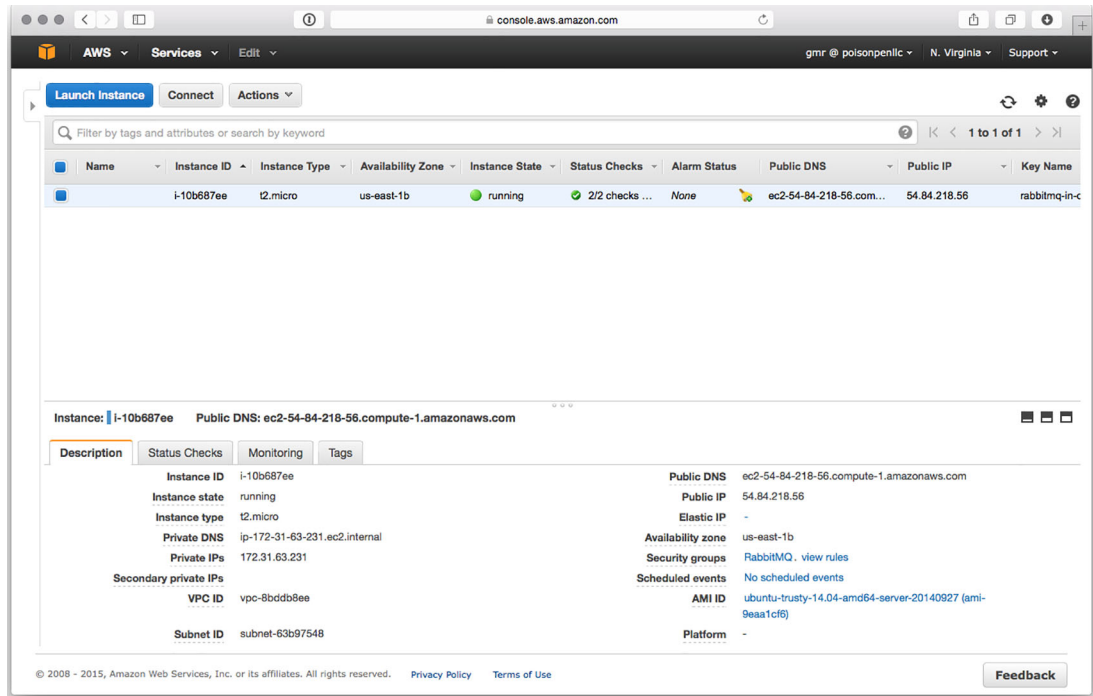 console.aws.amazon.com
AWS Services Edit gmr @ poisonpenllc N. Virginia Support
Launch Instance Connect Actions
Filter by tags and attributes or search by keyword 1 to 1 of 1
Name Instance ID Instance Type Availability Zone Instance State Status Checks Alarm Status Public DNS Public IP Key Name
i-10b687ee t2.micro us-east-1b running 2/2 checks ... None ec2-54-84-218-56.com... 54.84.218.56 rabbitmq-in-d
Instance: i-10b687ee Public DNS: ec2-54-84-218-56.compute-1.amazonaws.com
Description Status Checks Monitoring Tags
Instance ID i-10b687ee Public DNS ec2-54-84-218-56.compute-1.amazonaws.com
Instance state running Public IP 54.84.218.56
Instance type t2.micro Elastic IP -
Private DNS ip-172-31-63-231.ec2.internal Availability zone us-east-1b
Private IPs 172.31.63.231 Security groups RabbitMQ. view rules
Secondary private IPs Scheduled events No scheduled events
VPC ID vpc-8bddb8ee AMI ID ubuntu-trusty-14.04-amd64-server-20140927 (ami-
9eaa1cf6)
Subnet ID subnet-63b97548 Platform -
© 2008 - 2015, Amazon Web Services, Inc. or its affiliates. All rights reserved. Privacy Policy Terms of Use Feedback